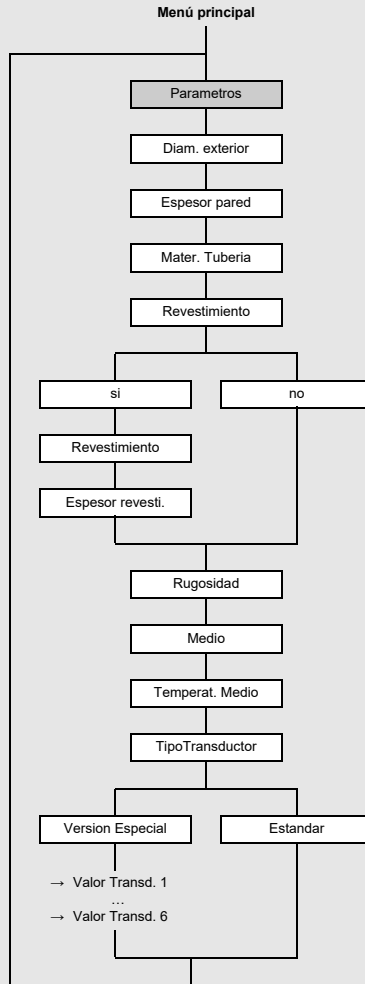 Menú principal
Parametros
Diam. exterior
Espesor pared
Mater. Tuberia
Revestimiento
si
no
Revestimiento
Espesor revesti.
Rugosidad
Medio
Temperat. Medio
TipoTransductor
Version Especial
Estandar
→ Valor Transd. 1
…
→ Valor Transd. 6